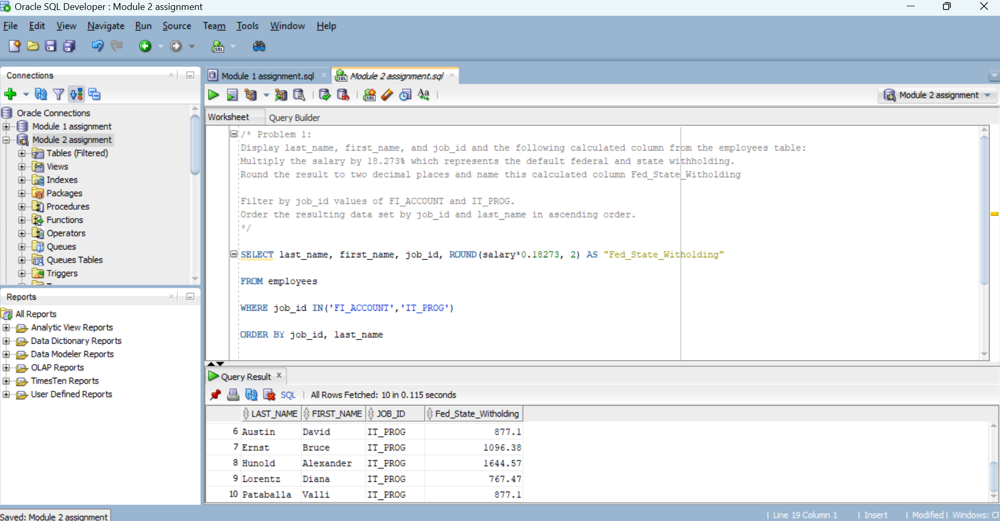 Oracle SQL Developer : Module 2 assignment
File Edit View Navigate Run Source Team Tools Window Help
Connections
Oracle Connections
Module 1 assignment
Module 2 assignment
Tables (Filtered)
Views
Indexes
Packages
Procedures
Functions
Operators
Queues
Queues Tables
Triggers
Reports
All Reports
Analytic View Reports
Data Dictionary Reports
Data Modeler Reports
OLAP Reports
TimesTen Reports
User Defined Reports
Module 1 assignment.sql
Module 2 assignment.sql
Module 2 assignment
Worksheet Query Builder
/* Problem 1:
Display last_name, first_name, and job_id and the following calculated column from the employees table:
Multiply the salary by 18.273% which represents the default federal and state withholding.
Round the result to two decimal places and name this calculated column Fed_State_Witholding
Filter by job_id values of FI_ACCOUNT and IT_PROG.
Order the resulting data set by job_id and last_name in ascending order.
*/
SELECT last_name, first_name, job_id, ROUND(salary*0.18273, 2) AS "Fed_State_Witholding"
FROM employees
WHERE job_id IN('FI_ACCOUNT','IT_PROG')
ORDER BY job_id, last_name
Query Result
SQL | All Rows Fetched: 10 in 0.115 seconds
LAST_NAME FIRST_NAME JOB_ID Fed_State_Witholding
6 Austin David IT_PROG 877.1
7 Ernst Bruce IT_PROG 1096.38
8 Hunold Alexander IT_PROG 1644.57
9 Lorentz Diana IT_PROG 767.47
10 Pataballa Valli IT_PROG 877.1
Saved: Module 2 assignment
| Line 19 Column 1 | Insert | Modified | Windows: